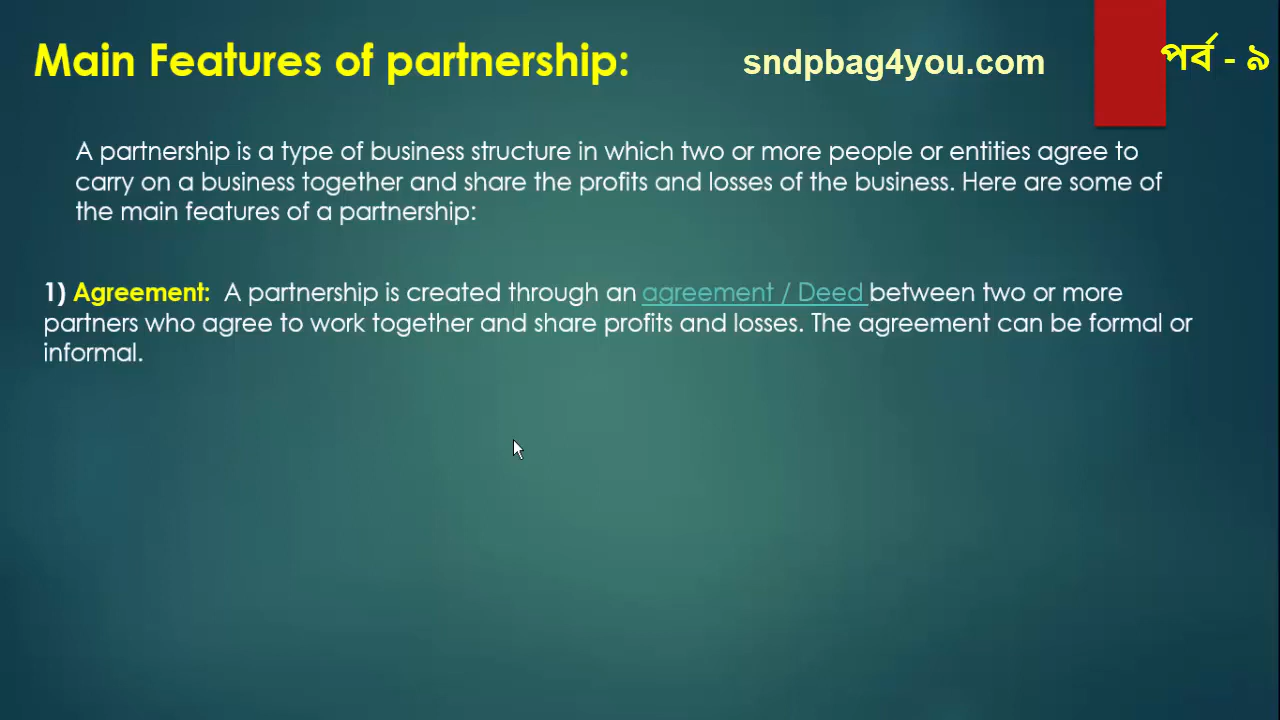 Main Features of partnership:
sndpbag4you.com
পর্ব - ৯
A partnership is a type of business structure in which two or more people or entities agree to
carry on a business together and share the profits and losses of the business. Here are some of
the main features of a partnership:
1) Agreement: A partnership is created through an agreement / Deed between two or more
partners who agree to work together and share profits and losses. The agreement can be formal or
informal.